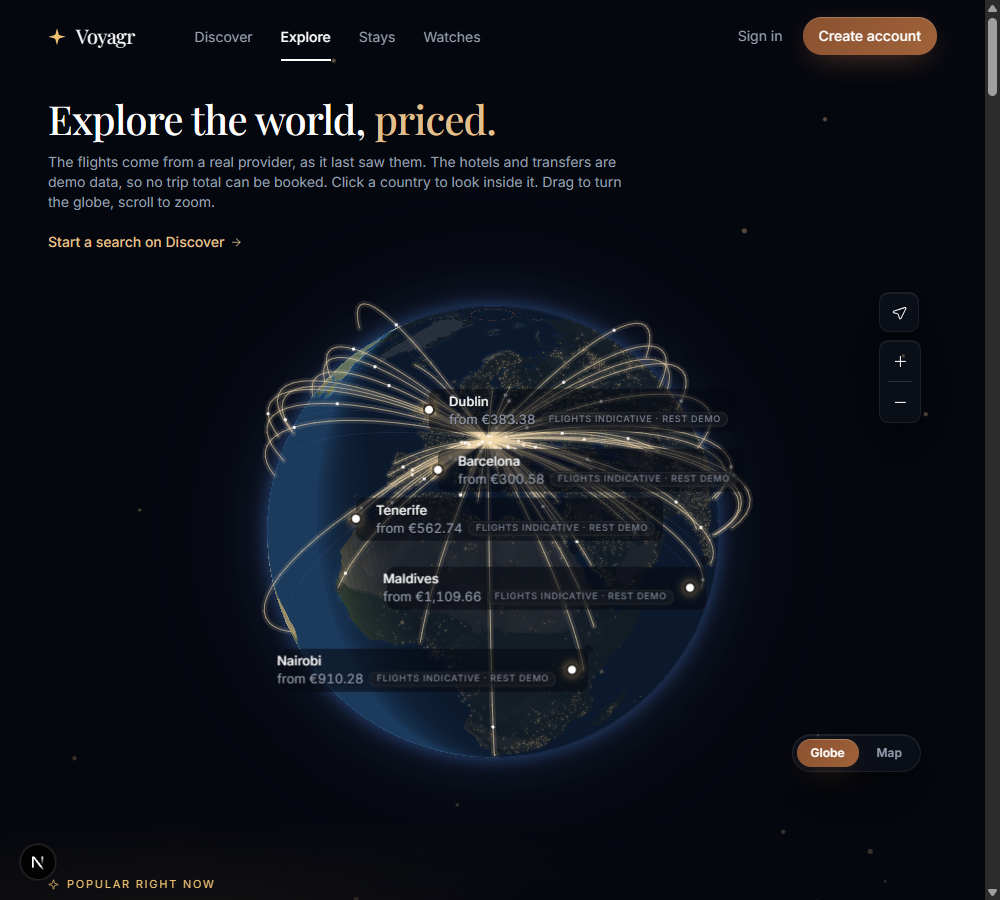 Voyagr
Discover
Explore
Stays
Watches
Sign in
Create account
Explore the world, priced.
The flights come from a real provider, as it last saw them. The hotels and transfers are
demo data, so no trip total can be booked. Click a country to look inside it. Drag to turn
the globe, scroll to zoom.
Start a search on Discover →
+
−
Dublin
from €383.38 FLIGHTS INDICATIVE · REST DEMO
Barcelona
from €300.58 FLIGHTS INDICATIVE · REST DEMO
Tenerife
from €562.74 FLIGHTS INDICATIVE · REST DEMO
Maldives
from €1,109.66 FLIGHTS INDICATIVE · REST DEMO
Nairobi
from €910.28 FLIGHTS INDICATIVE · REST DEMO
Globe
Map
N
POPULAR RIGHT NOW